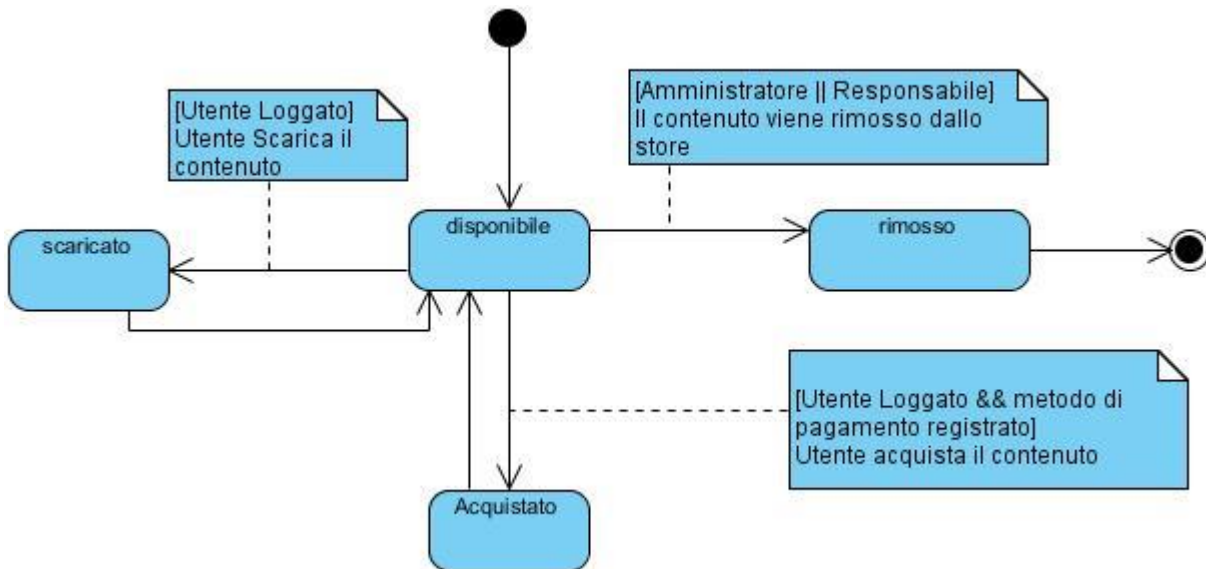 [Utente Loggato]
Utente Scarica il
contenuto
[Amministratore || Responsabile]
Il contenuto viene rimosso dallo
store
disponibile
rimosso
scaricato
[Utente Loggato && metodo di
pagamento registrato]
Utente acquista il contenuto
Acquistato